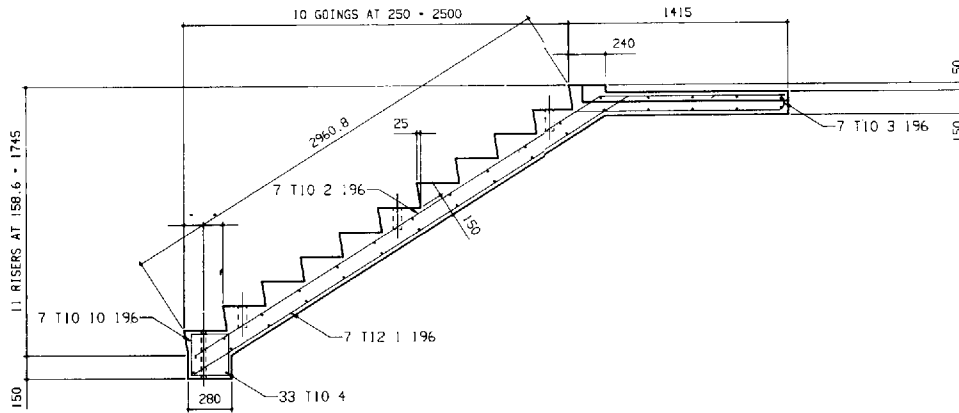 10 GOINGS AT 250 - 2500
1415
240
50
2960.8
25
7 T10 3 196
150
11 RISERS AT 158.6 - 1745
7 T10 2 196
150
7 T10 10 196
7 T12 1 196
150
280
33 T10 4